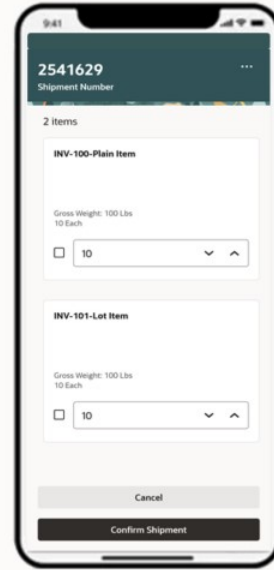 9:41
2541629
...
Shipment Number
2 items
INV-100-Plain Item
Gross Weight: 100 Lbs
10 Each
10
INV-101-Lot Item
Gross Weight: 100 Lbs
10 Each
10
Cancel
Confirm Shipment